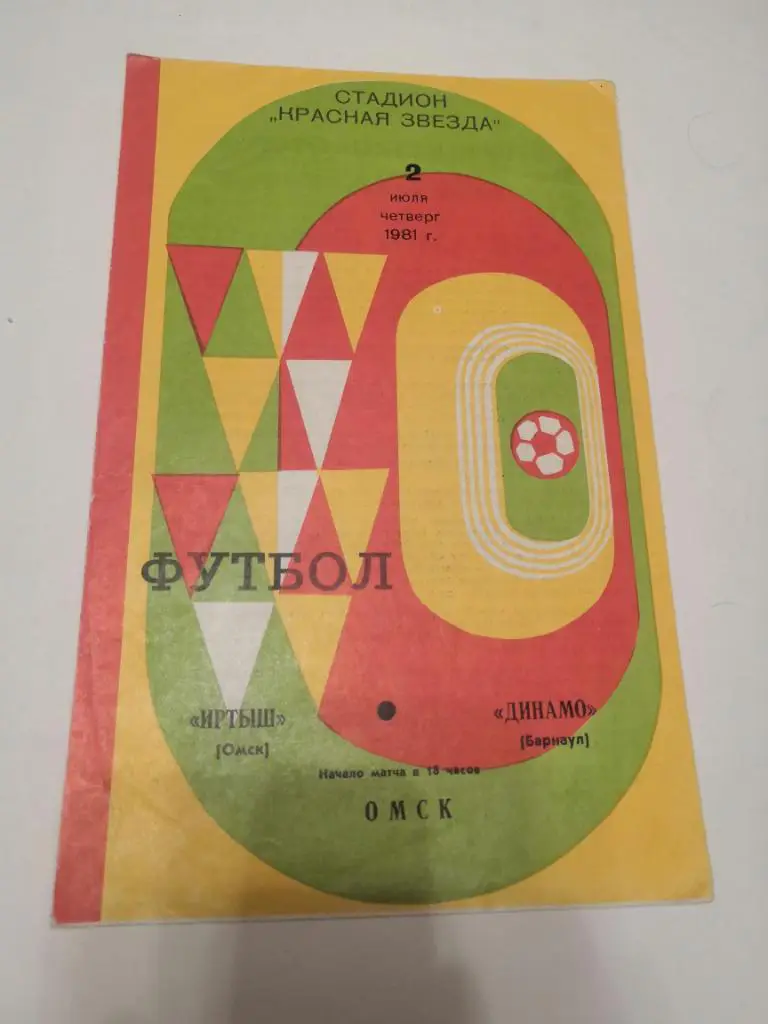 СТАДИОН
„КРАСНАЯ ЗВЕЗДА"
2
июля
четверг
1981 г.
ФУТБОЛ
«ИРТЫШ» ● «ДИНАМО»
(Омск) (Барнаул)
Начало матча в 18 часов
ОМСК